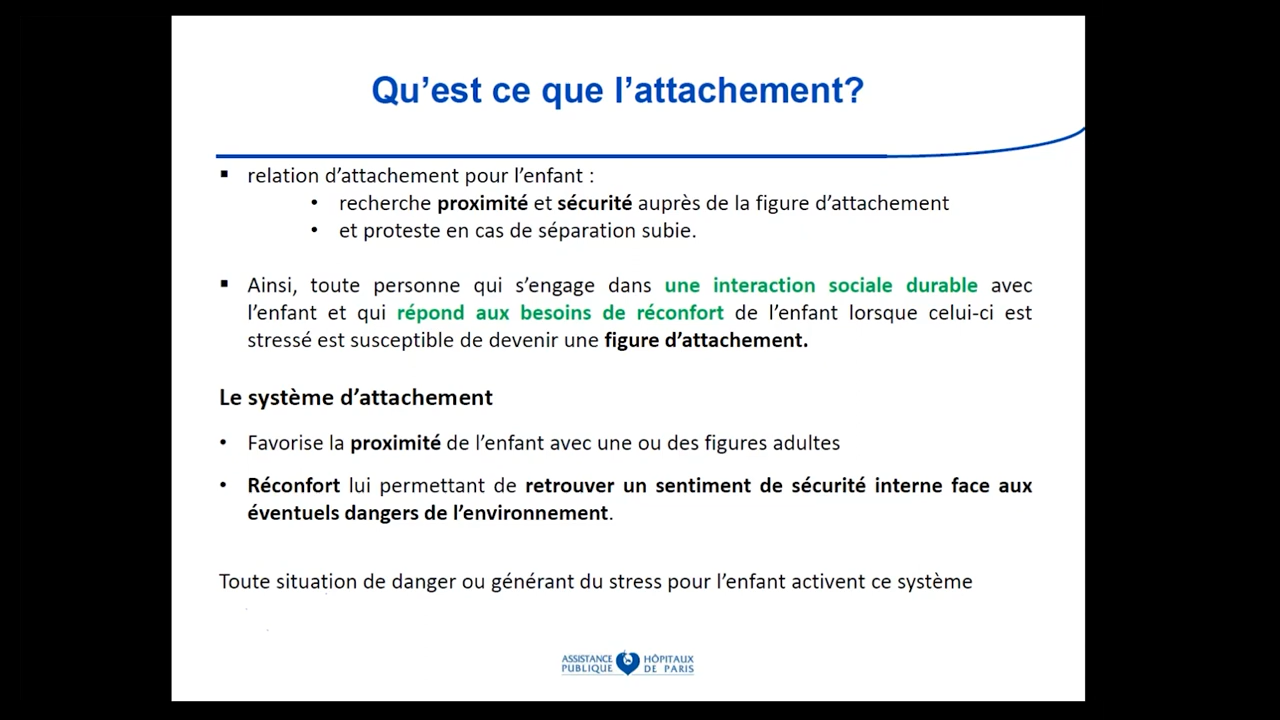 Qu’est ce que l’attachement?
▪ relation d’attachement pour l’enfant :
• recherche proximité et sécurité auprès de la figure d’attachement
• et proteste en cas de séparation subie.
▪ Ainsi, toute personne qui s’engage dans une interaction sociale durable avec
l’enfant et qui répond aux besoins de réconfort de l’enfant lorsque celui-ci est
stressé est susceptible de devenir une figure d’attachement.
Le système d’attachement
• Favorise la proximité de l’enfant avec une ou des figures adultes
• Réconfort lui permettant de retrouver un sentiment de sécurité interne face aux
éventuels dangers de l’environnement.
Toute situation de danger ou générant du stress pour l’enfant activent ce système
ASSISTANCE HÔPITAUX
PUBLIQUE DE PARIS